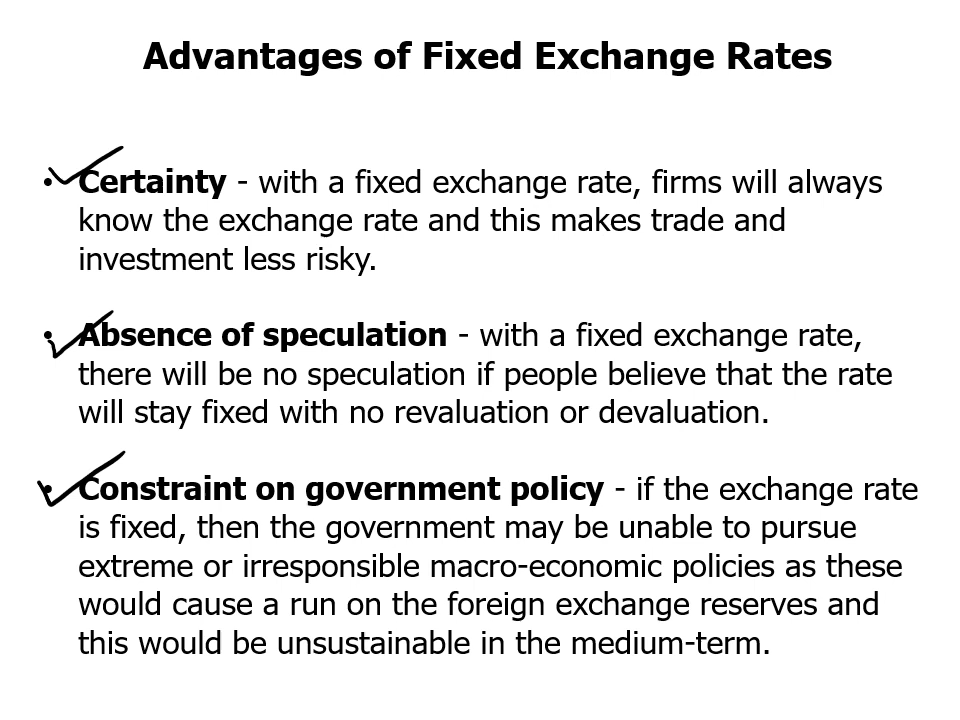 Advantages of Fixed Exchange Rates
• Certainty - with a fixed exchange rate, firms will always
know the exchange rate and this makes trade and
investment less risky.
• Absence of speculation - with a fixed exchange rate,
there will be no speculation if people believe that the rate
will stay fixed with no revaluation or devaluation.
• Constraint on government policy - if the exchange rate
is fixed, then the government may be unable to pursue
extreme or irresponsible macro-economic policies as these
would cause a run on the foreign exchange reserves and
this would be unsustainable in the medium-term.